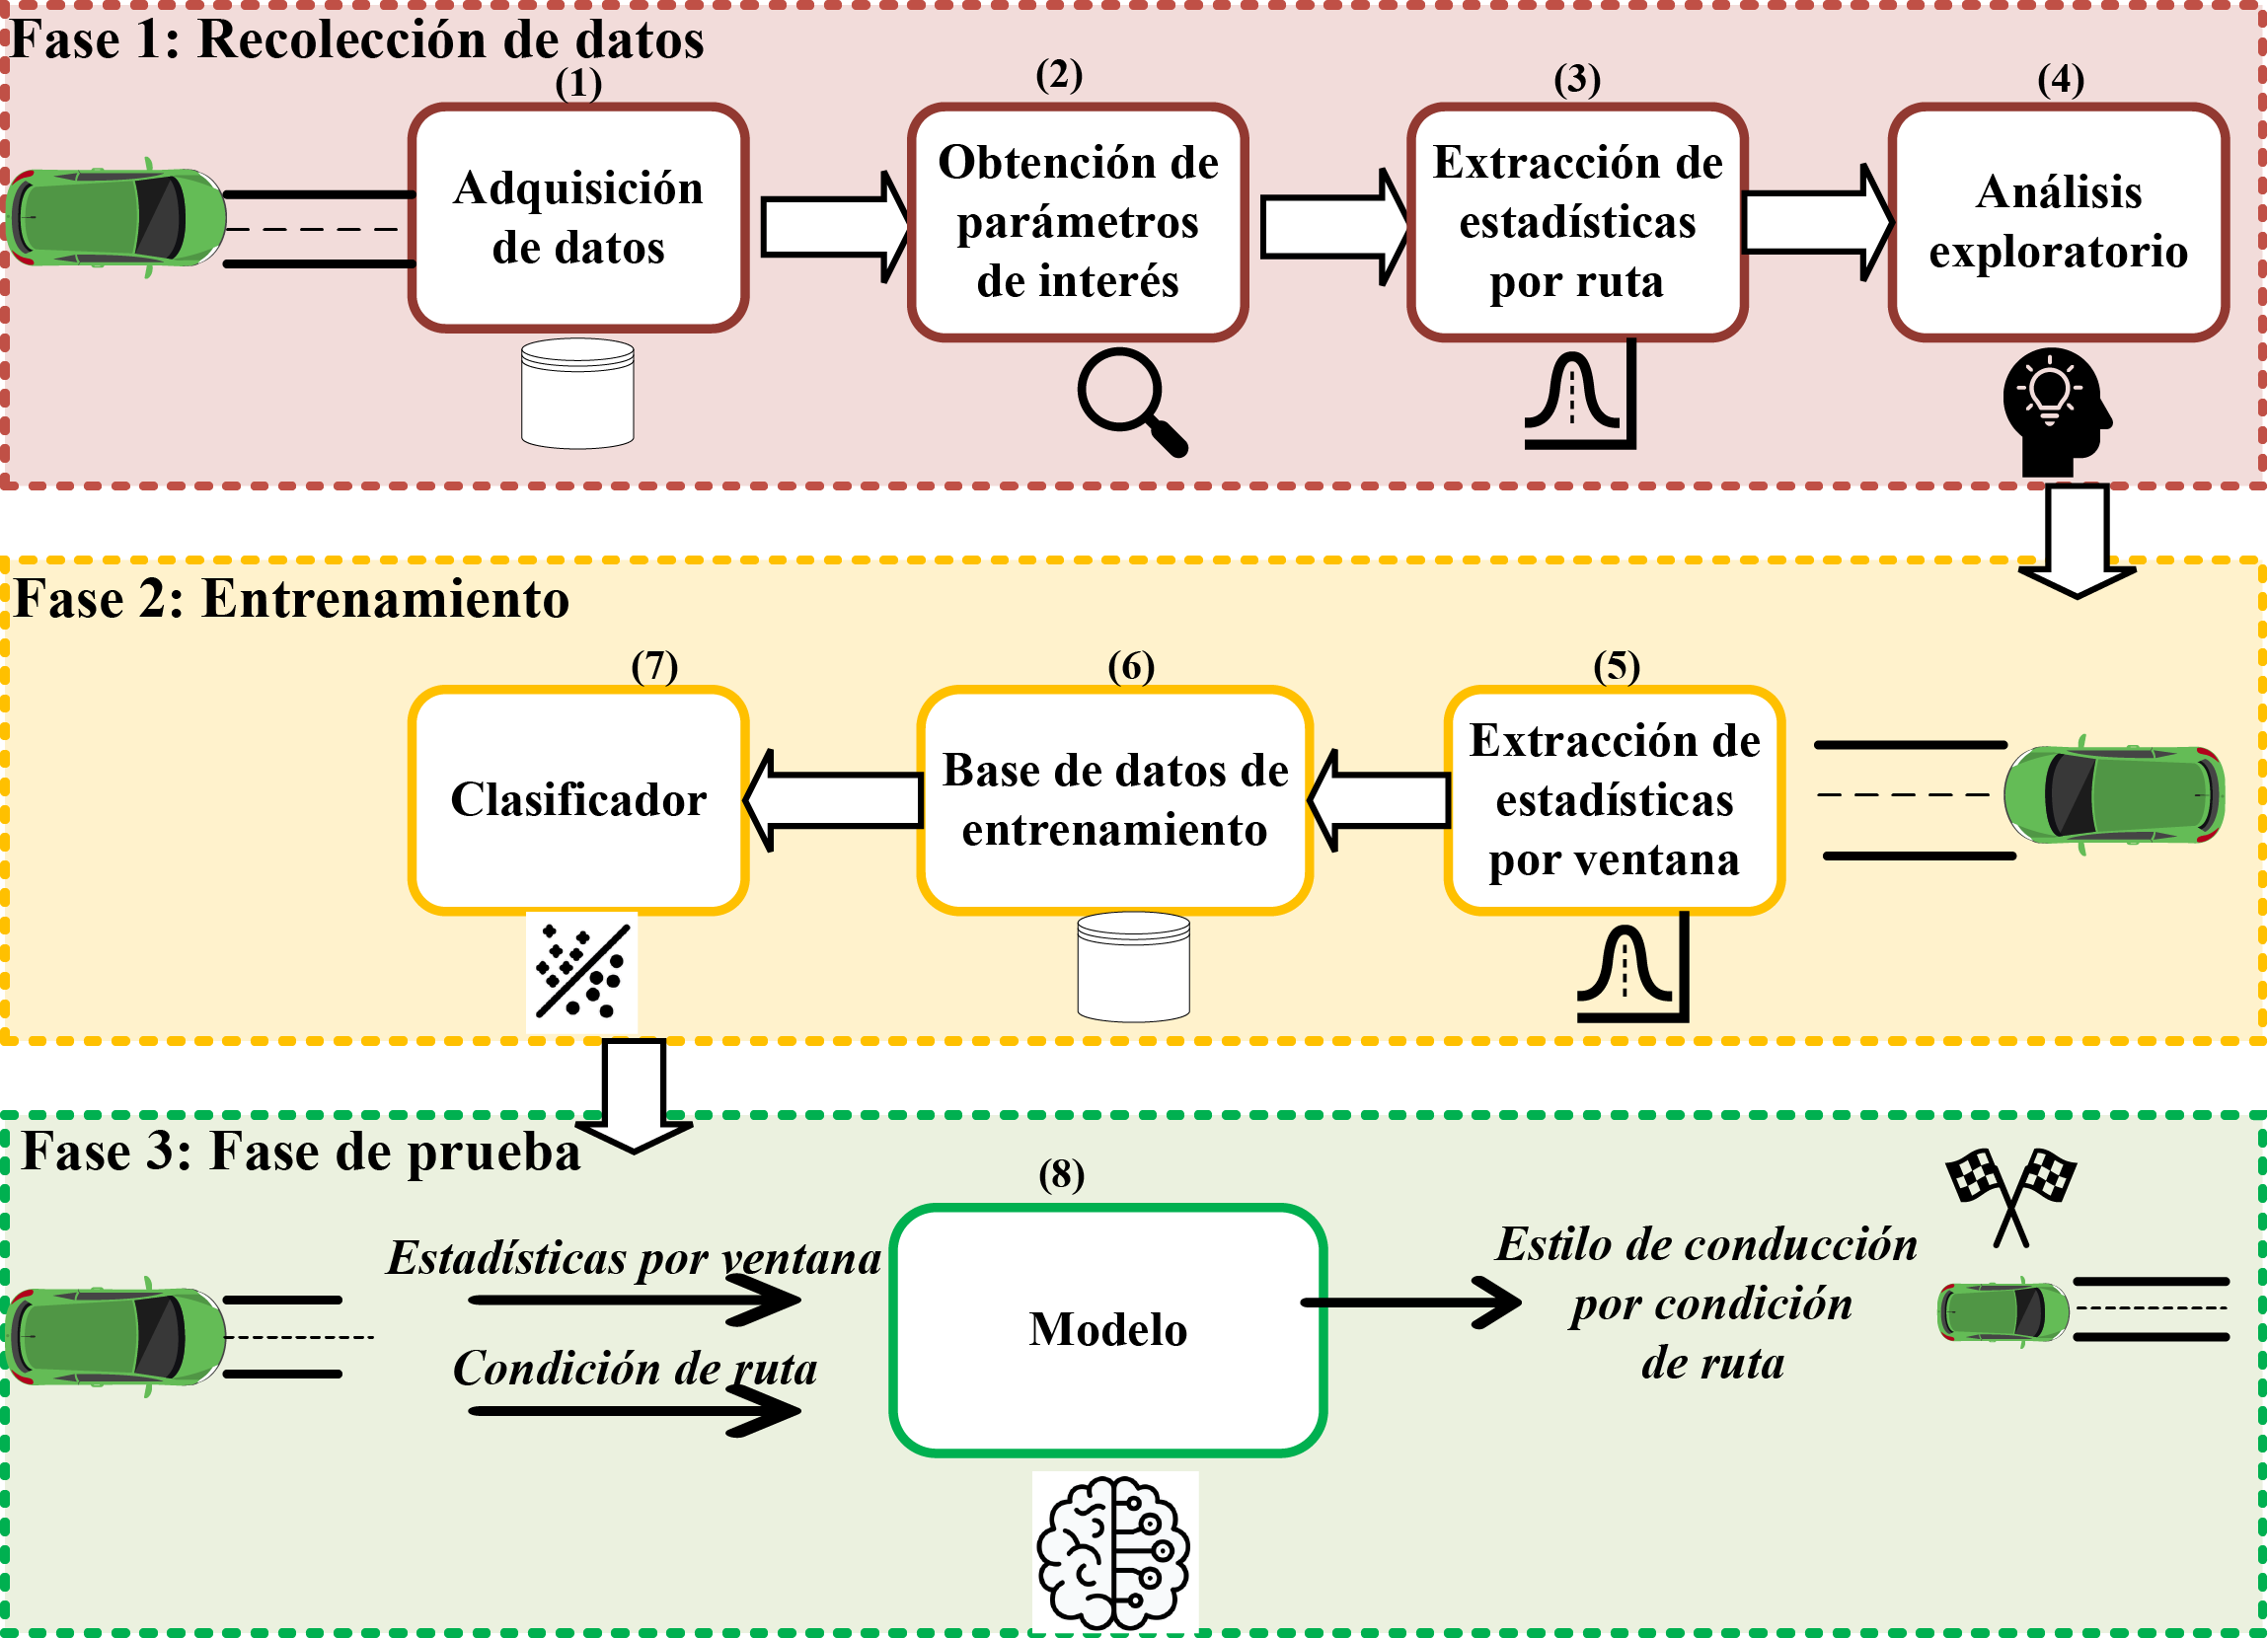 Fase 1: Recolección de datos
(1)
(2)
(3)
(4)
Adquisición
de datos
Obtención de
parámetros
de interés
Extracción de
estadísticas
por ruta
Análisis
exploratorio
Fase 2: Entrenamiento
(7)
(6)
(5)
Clasificador
Base de datos de
entrenamiento
Extracción de
estadísticas
por ventana
Fase 3: Fase de prueba
(8)
Estadísticas por ventana
Condición de ruta
Modelo
Estilo de conducción
por condición
de ruta